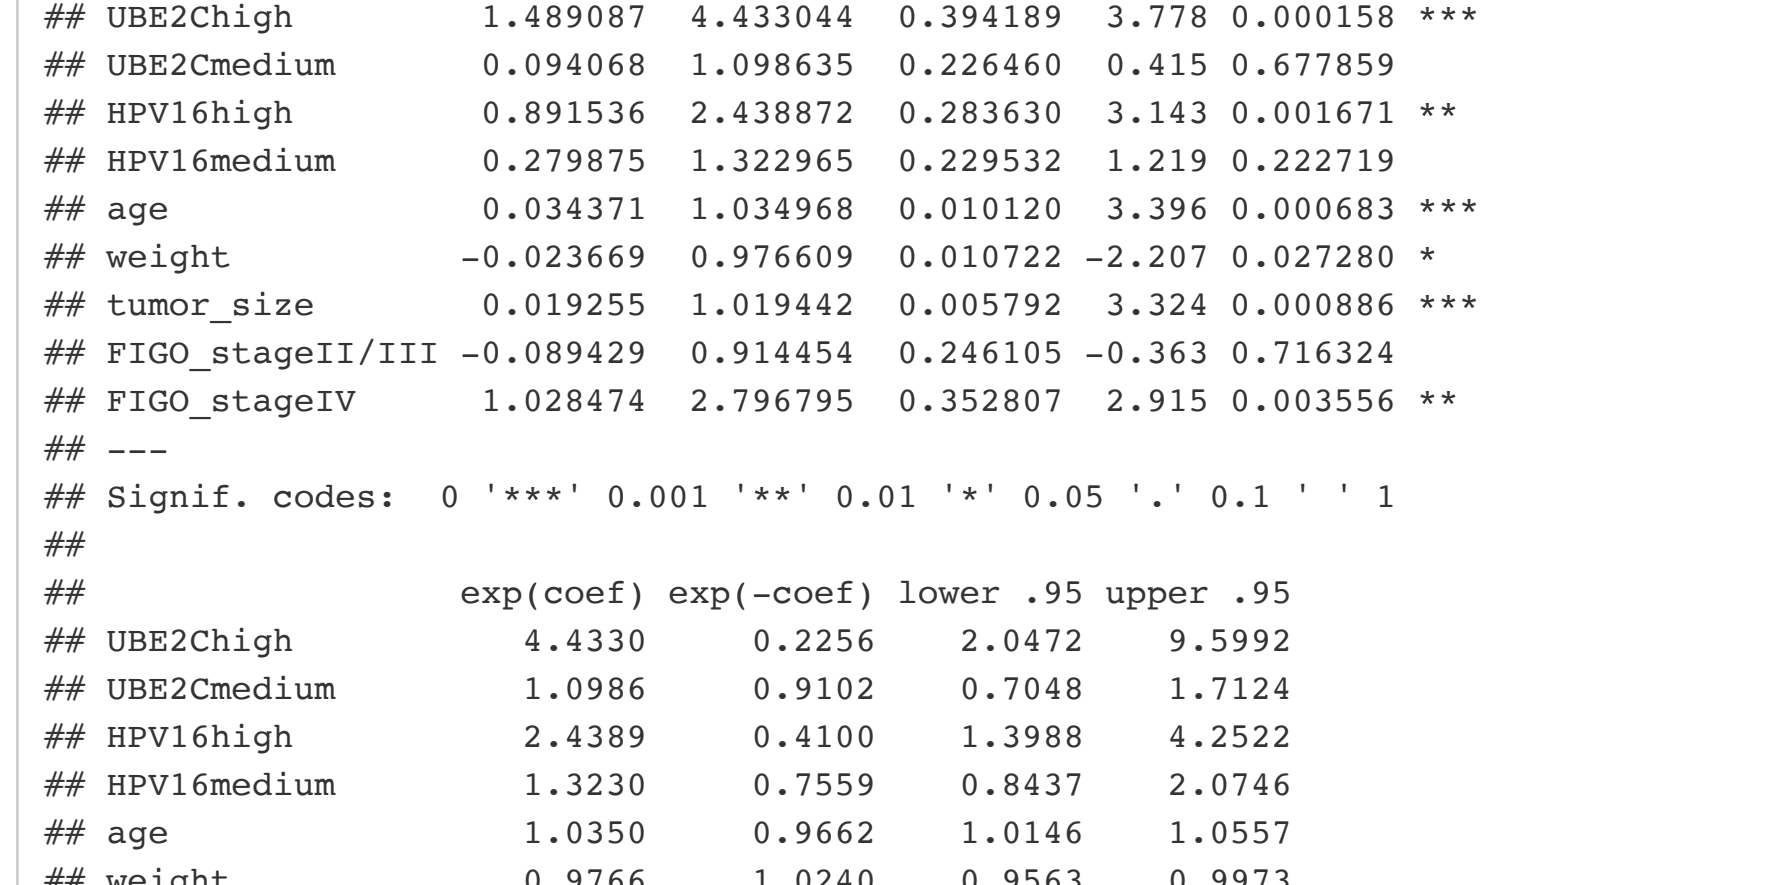 ## UBE2Chigh         1.489087  4.433044  0.394189  3.778 0.000158 ***
## UBE2Cmedium       0.094068  1.098635  0.226460  0.415 0.677859
## HPV16high         0.891536  2.438872  0.283630  3.143 0.001671 **
## HPV16medium       0.279875  1.322965  0.229532  1.219 0.222719
## age               0.034371  1.034968  0.010120  3.396 0.000683 ***
## weight           -0.023669  0.976609  0.010722 -2.207 0.027280 *
## tumor_size        0.019255  1.019442  0.005792  3.324 0.000886 ***
## FIGO_stageII/III -0.089429  0.914454  0.246105 -0.363 0.716324
## FIGO_stageIV      1.028474  2.796795  0.352807  2.915 0.003556 **
## ---
## Signif. codes:  0 '***' 0.001 '**' 0.01 '*' 0.05 '.' 0.1 ' ' 1
##
##                  exp(coef) exp(-coef) lower .95 upper .95
## UBE2Chigh           4.4330     0.2256    2.0472    9.5992
## UBE2Cmedium         1.0986     0.9102    0.7048    1.7124
## HPV16high           2.4389     0.4100    1.3988    4.2522
## HPV16medium         1.3230     0.7559    0.8437    2.0746
## age                 1.0350     0.9662    1.0146    1.0557
## weight              0.9766     1.0240    0.9563    0.9973